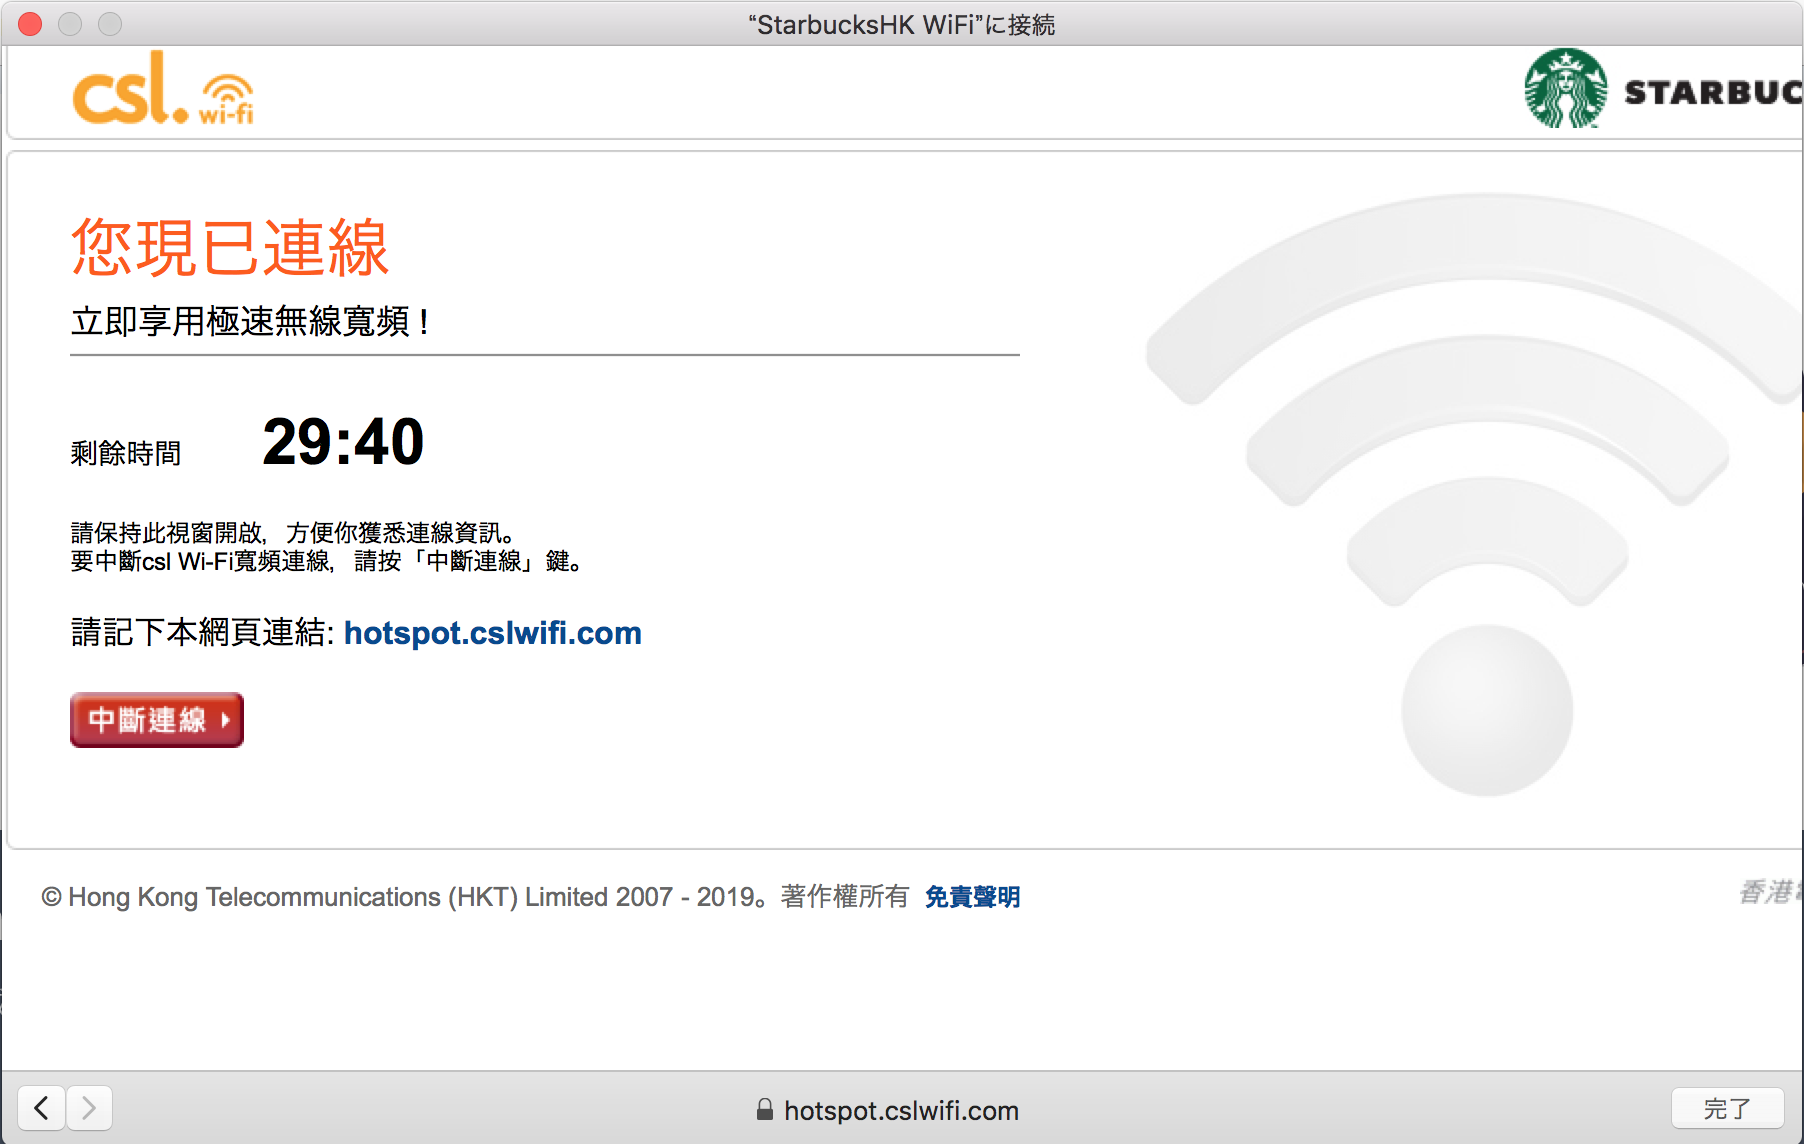 “StarbucksHK WiFi”に接続
csl.
wi-fi
STARBUC
您現已連線
立即享用極速無線寬頻！
剩餘時間 29:40
請保持此視窗開啟，方便你獲悉連線資訊。
要中斷csl Wi-Fi寬頻連線，請按「中斷連線」鍵。
請記下本網頁連結: hotspot.cslwifi.com
中斷連線
© Hong Kong Telecommunications (HKT) Limited 2007 - 2019。著作權所有 免責聲明
香港
hotspot.cslwifi.com
完了